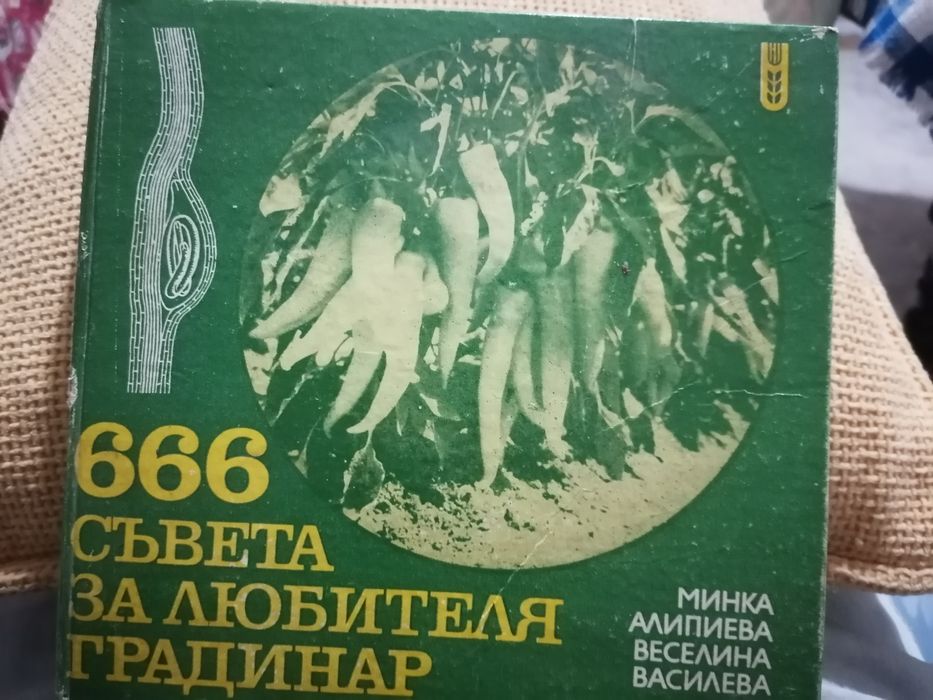 666
СЪВЕТА
ЗА ЛЮБИТЕЛЯ
ГРАДИНАР
МИНКА
АЛИПИЕВА
ВЕСЕЛИНА
ВАСИЛЕВА